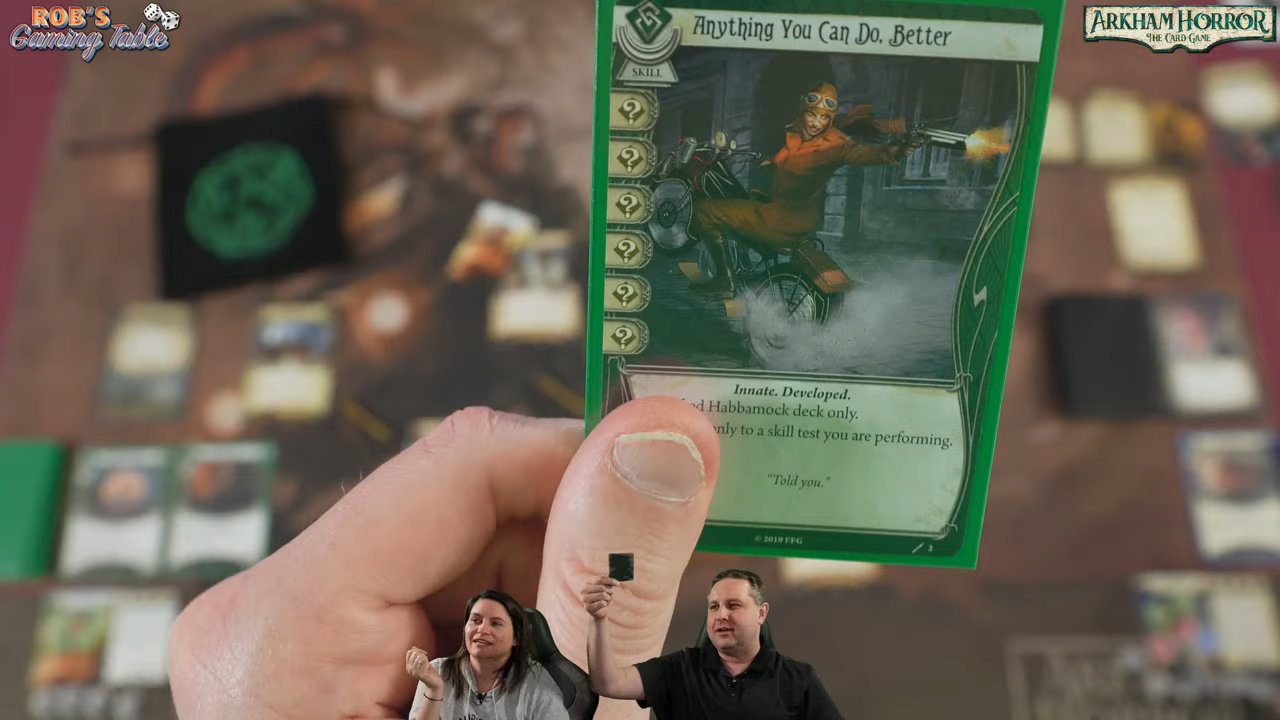 ROB'S
Gaming Table
ARKHAM HORROR
THE CARD GAME
Anything You Can Do, Better
SKILL
?
?
?
?
?
?
Innate. Developed.
Habbamock deck only.
only to a skill test you are performing.
"Told you."
© 2019 FFG